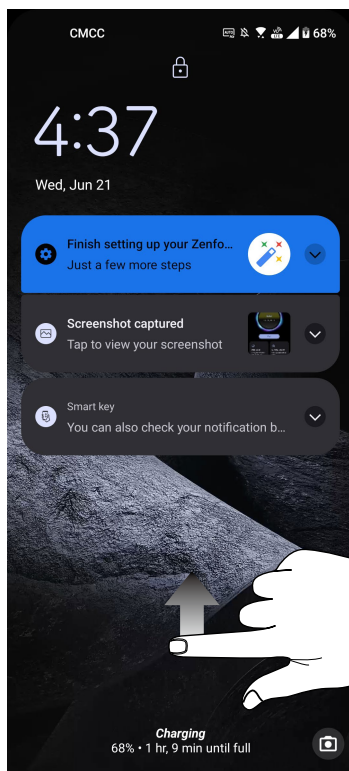 CMCC 68%
4:37
Wed, Jun 21
Finish setting up your Zenfo...
Just a few more steps
Screenshot captured
Tap to view your screenshot
Smart key
You can also check your notification b...
Charging
68% • 1 hr, 9 min until full